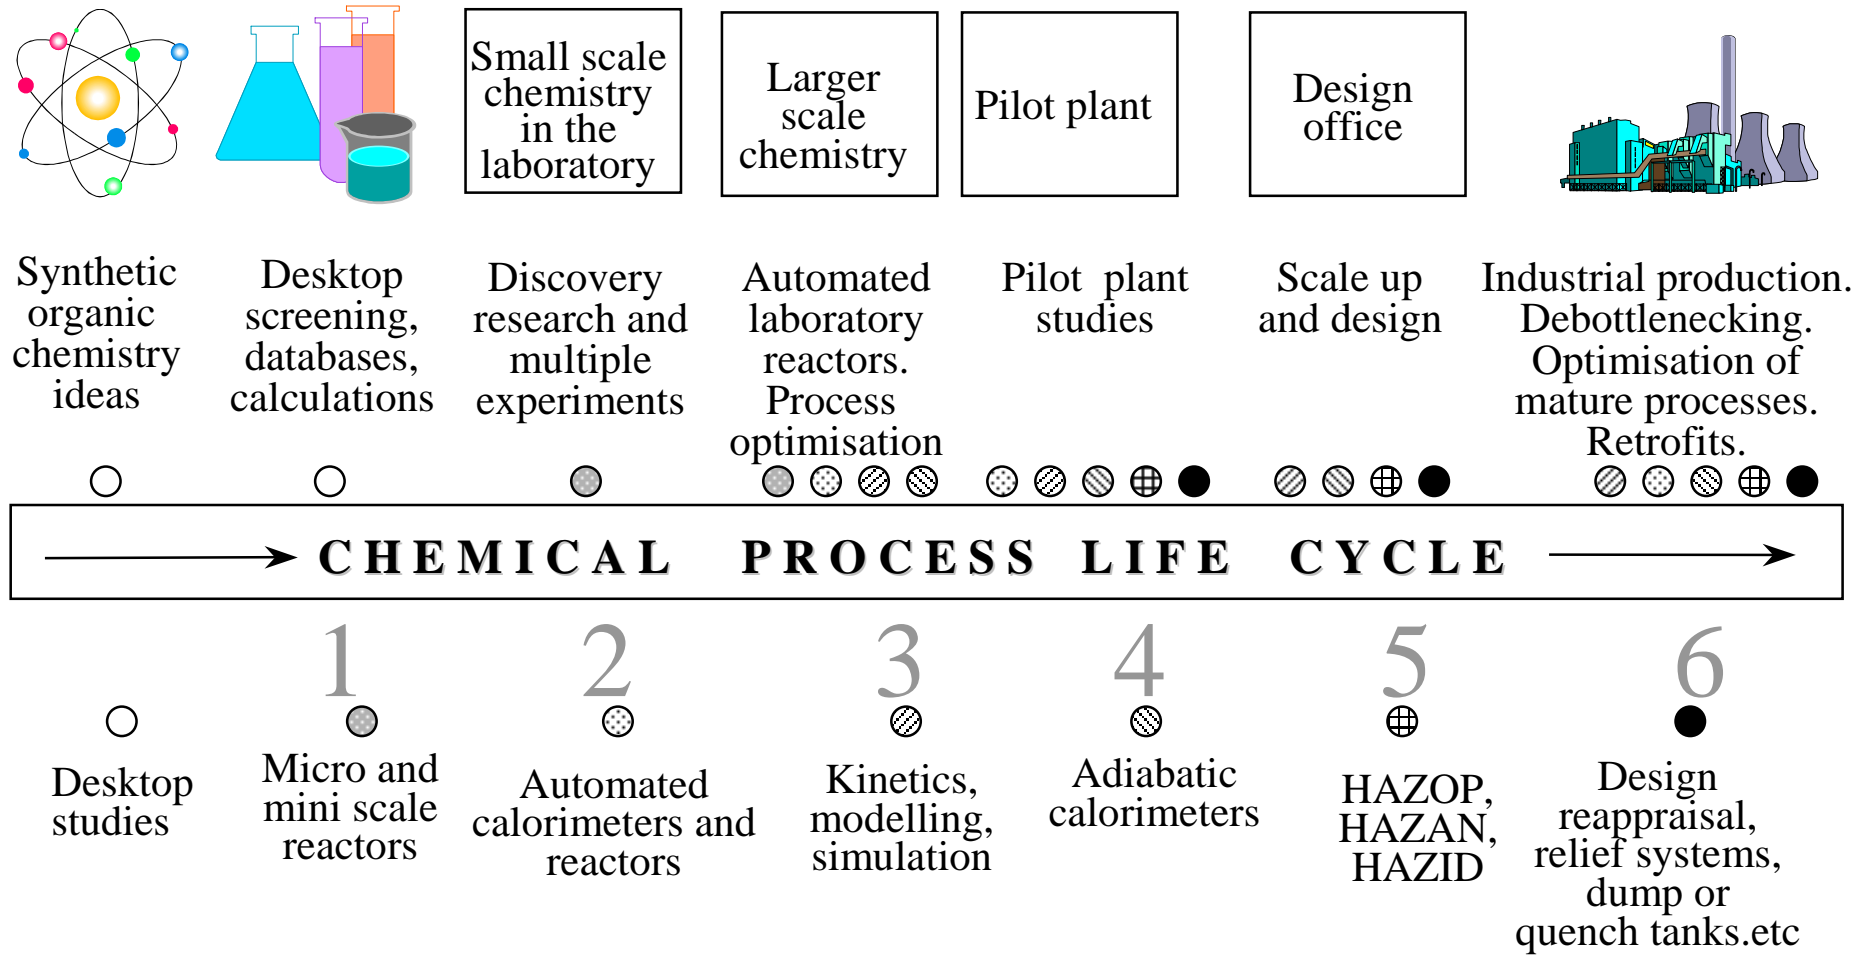 Small scale
chemistry
in the
laboratory
Larger
scale
chemistry
Pilot plant
Design
office
Synthetic
organic
chemistry
ideas
Desktop
screening,
databases,
calculations
Discovery
research and
multiple
experiments
Automated
laboratory
reactors.
Process
optimisation
Pilot plant
studies
Scale up
and design
Industrial production.
Debottlenecking.
Optimisation of
mature processes.
Retrofits.
CHEMICAL PROCESS LIFE CYCLE
1
2
3
4
5
6
Desktop
studies
Micro and
mini scale
reactors
Automated
calorimeters and
reactors
Kinetics,
modelling,
simulation
Adiabatic
calorimeters
HAZOP,
HAZAN,
HAZID
Design
reappraisal,
relief systems,
dump or
quench tanks.etc